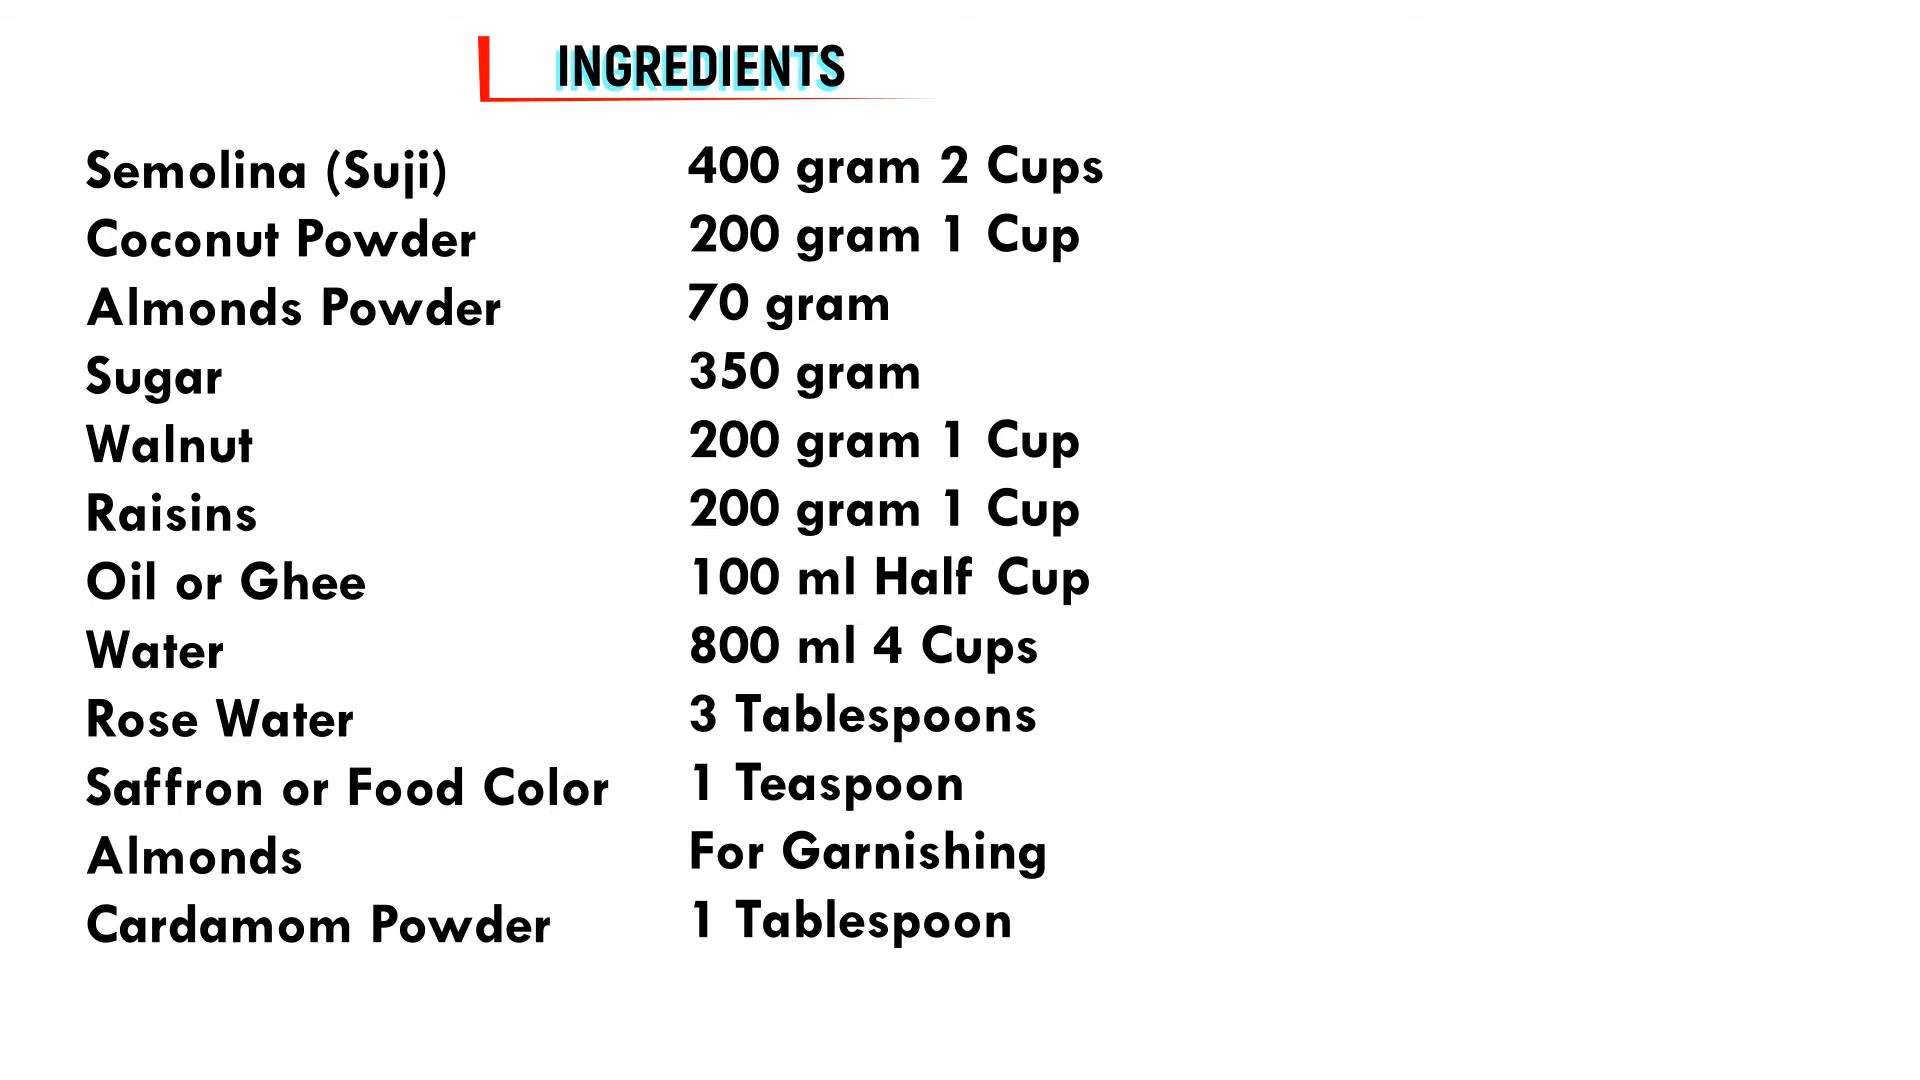 INGREDIENTS
Semolina (Suji) 400 gram 2 Cups
Coconut Powder 200 gram 1 Cup
Almonds Powder 70 gram
Sugar 350 gram
Walnut 200 gram 1 Cup
Raisins 200 gram 1 Cup
Oil or Ghee 100 ml Half Cup
Water 800 ml 4 Cups
Rose Water 3 Tablespoons
Saffron or Food Color 1 Teaspoon
Almonds For Garnishing
Cardamom Powder 1 Tablespoon